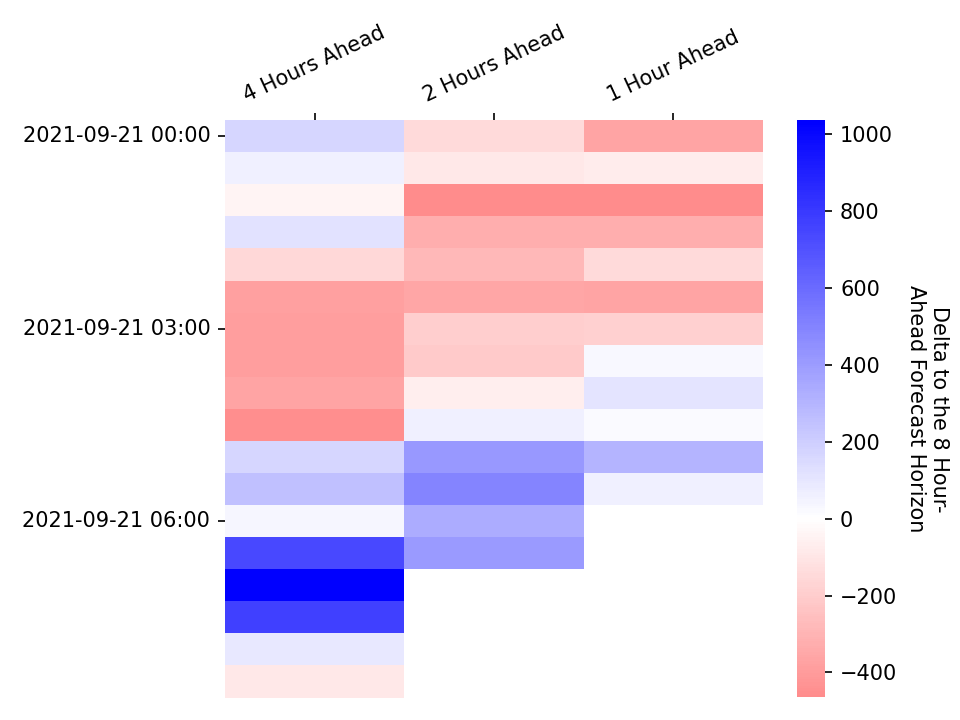 4 Hours Ahead
2 Hours Ahead
1 Hour Ahead
2021-09-21 00:00
2021-09-21 03:00
2021-09-21 06:00
1000
800
600
400
200
0
−200
−400
Delta to the 8 Hour-
Ahead Forecast Horizon